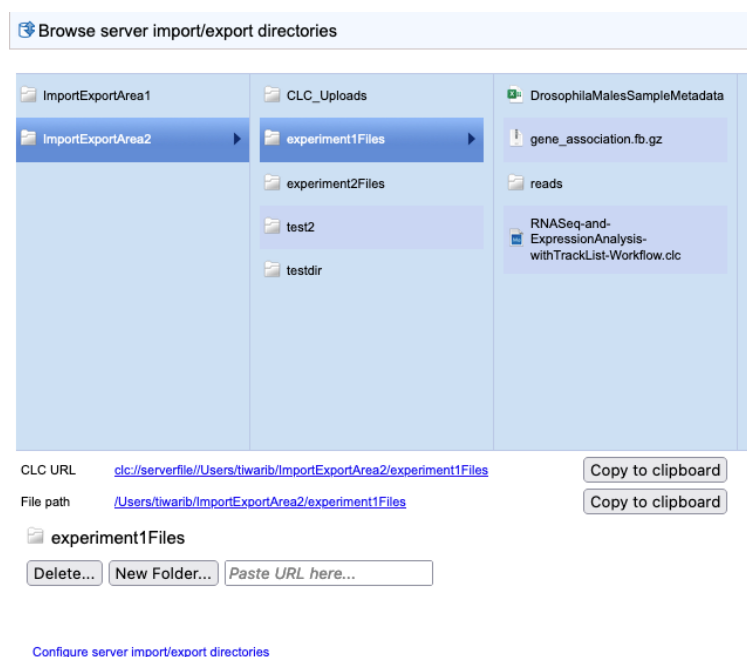 Browse server import/export directories
ImportExportArea1
ImportExportArea2
CLC_Uploads
experiment1Files
experiment2Files
test2
testdir
DrosophilaMalesSampleMetadata
gene_association.fb.gz
reads
RNASeq-and-
ExpressionAnalysis-
withTrackList-Workflow.clc
CLC URL clc://serverfile//Users/tiwarib/ImportExportArea2/experiment1Files Copy to clipboard
File path /Users/tiwarib/ImportExportArea2/experiment1Files Copy to clipboard
experiment1Files
Delete... New Folder... Paste URL here...
Configure server import/export directories